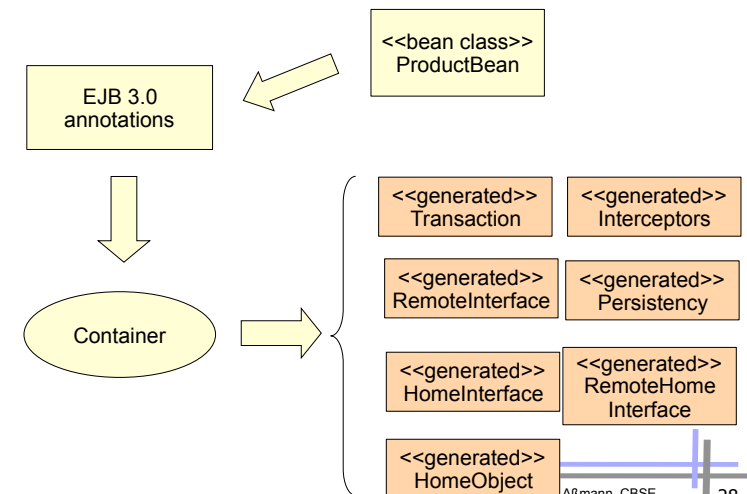 <<bean class>>
ProductBean
EJB 3.0
annotations
<<generated>>
Transaction
<<generated>>
Interceptors
<<generated>>
RemoteInterface
<<generated>>
Persistency
Container
<<generated>>
HomeInterface
<<generated>>
RemoteHome
Interface
<<generated>>
HomeObject
Aßmann, CBSE
28